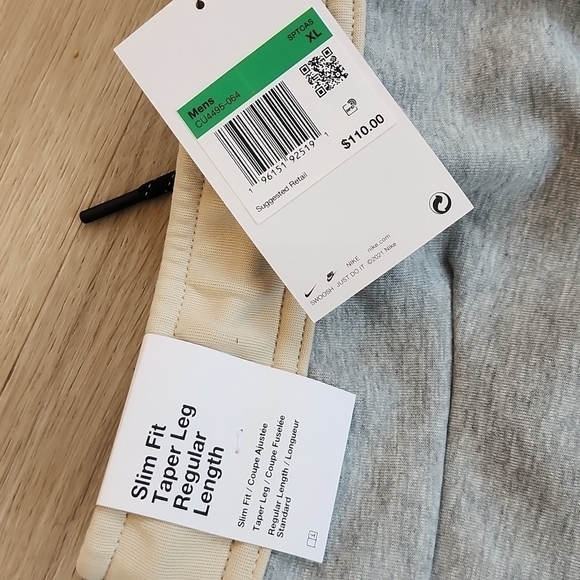 SPTCAS
XL
Mens
CU4495-064
1 96151 92519 1
$110.00
Suggested Retail
NIKE nike.com
SWOOSH JUST DO IT ©2021 Nike
Slim Fit
Taper Leg
Regular
Length
Slim Fit / Coupe Ajustée
Taper Leg / Coupe Fuselée
Regular Length / Longueur
Standard